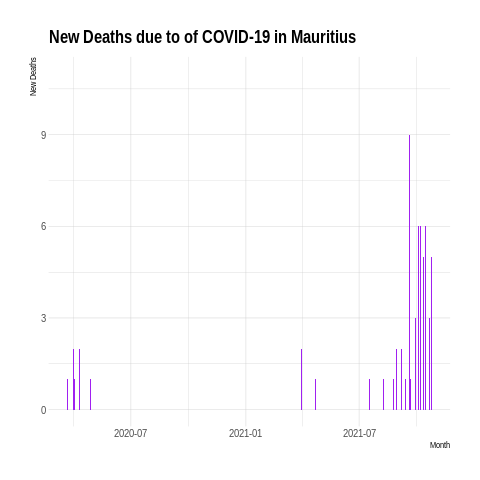 New Deaths due to of COVID-19 in Mauritius
New Deaths
9
6
3
0
2020-07
2021-01
2021-07
Month